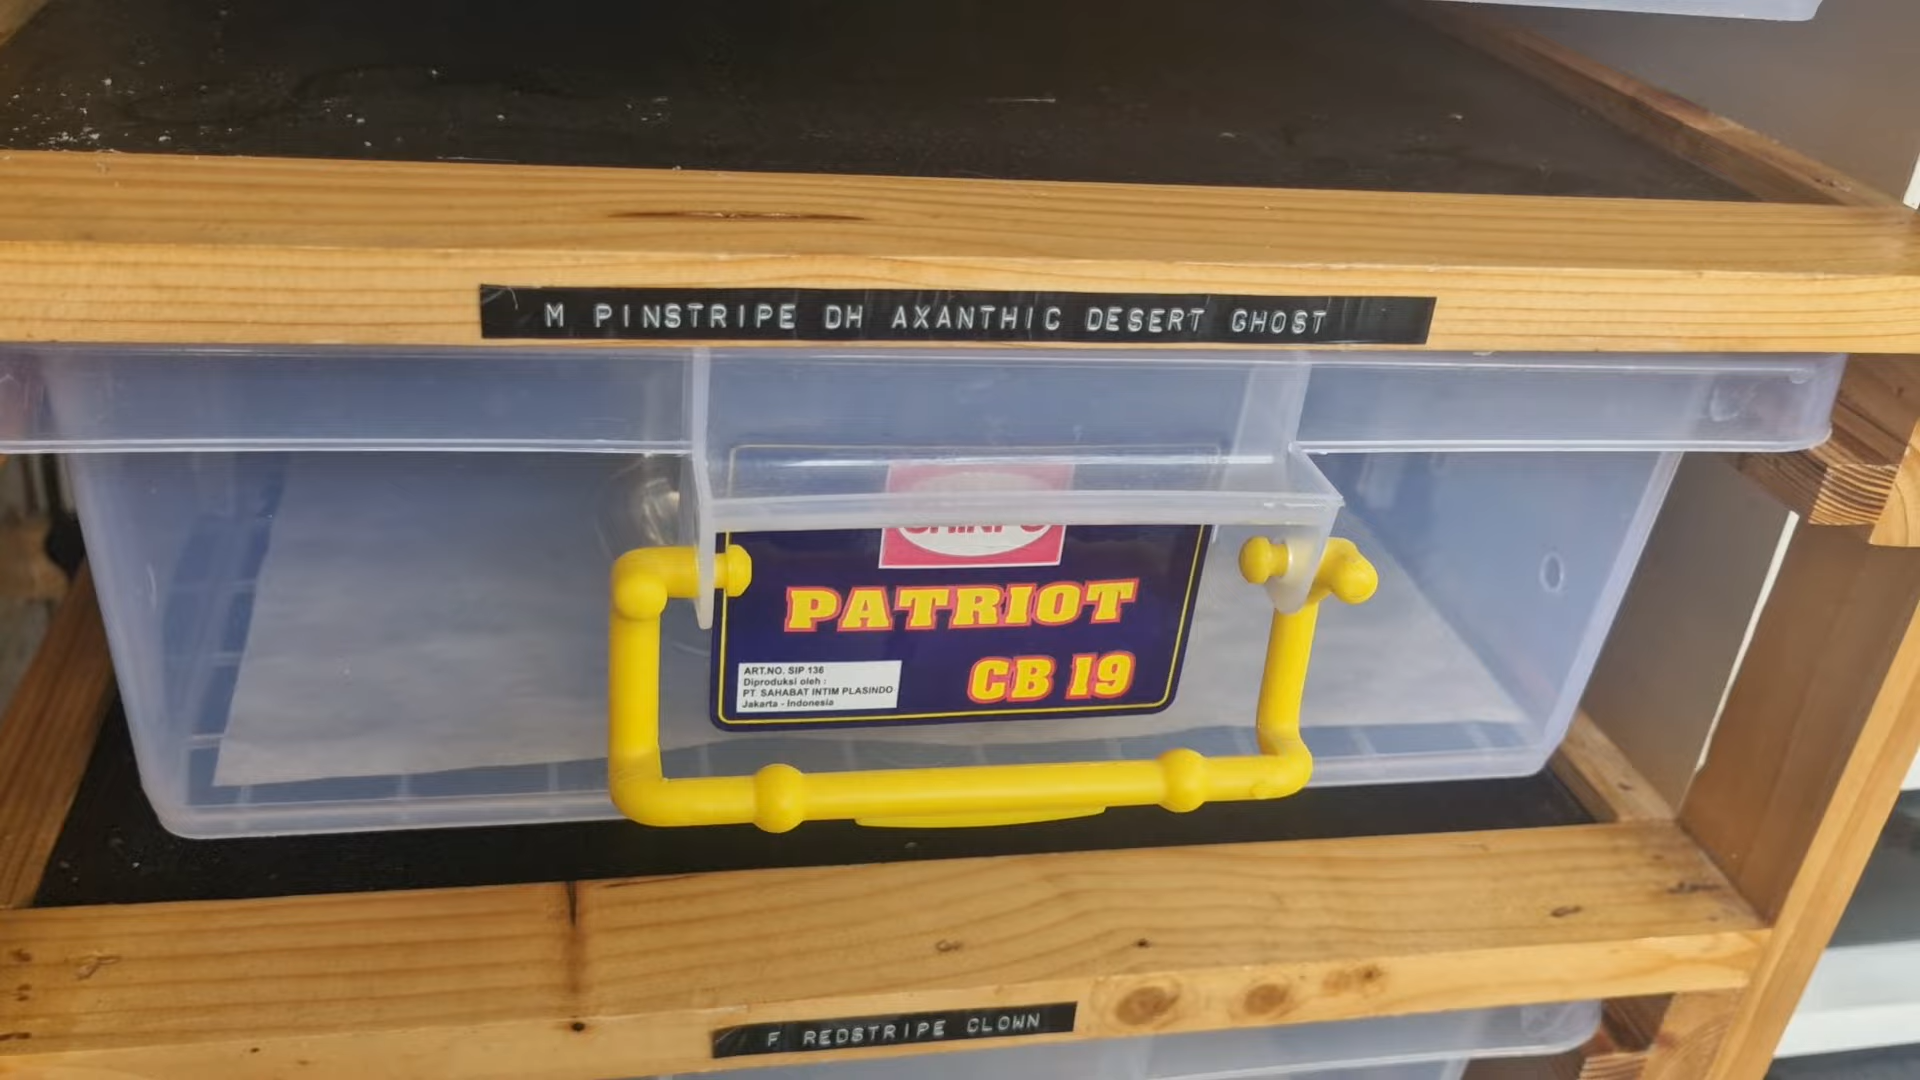 M PINSTRIPE DH AXANTHIC DESERT GHOST
PATRIOT
CB 19
ART.NO. SIP 136
Diproduksi oleh :
PT. SAHABAT INTIM PLASINDO
Jakarta - Indonesia
F REDSTRIPE CLOWN